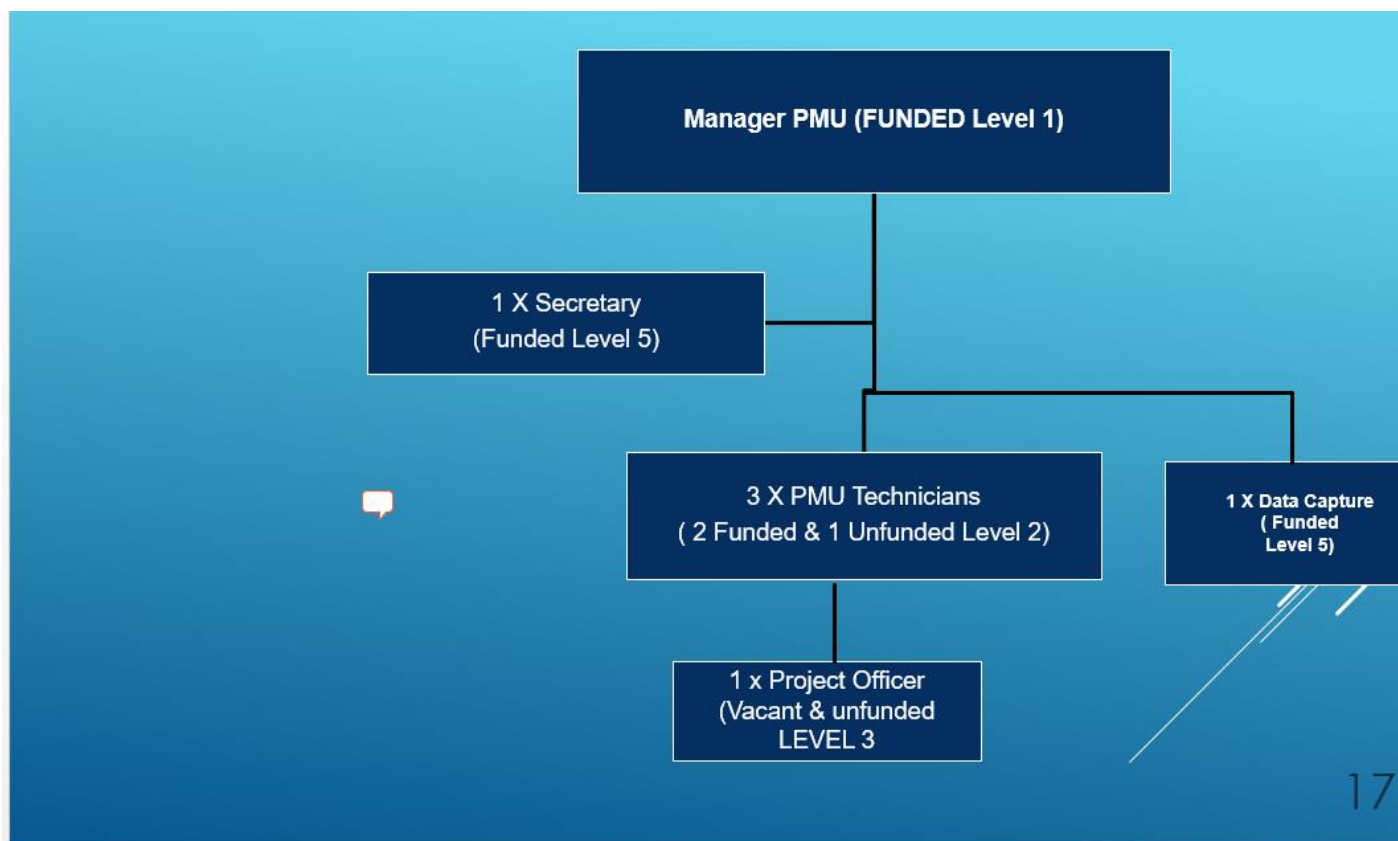 Manager PMU (FUNDED Level 1)
1 X Secretary
(Funded Level 5)
3 X PMU Technicians
( 2 Funded & 1 Unfunded Level 2)
1 X Data Capture
( Funded
Level 5)
1 x Project Officer
(Vacant & unfunded
LEVEL 3
17